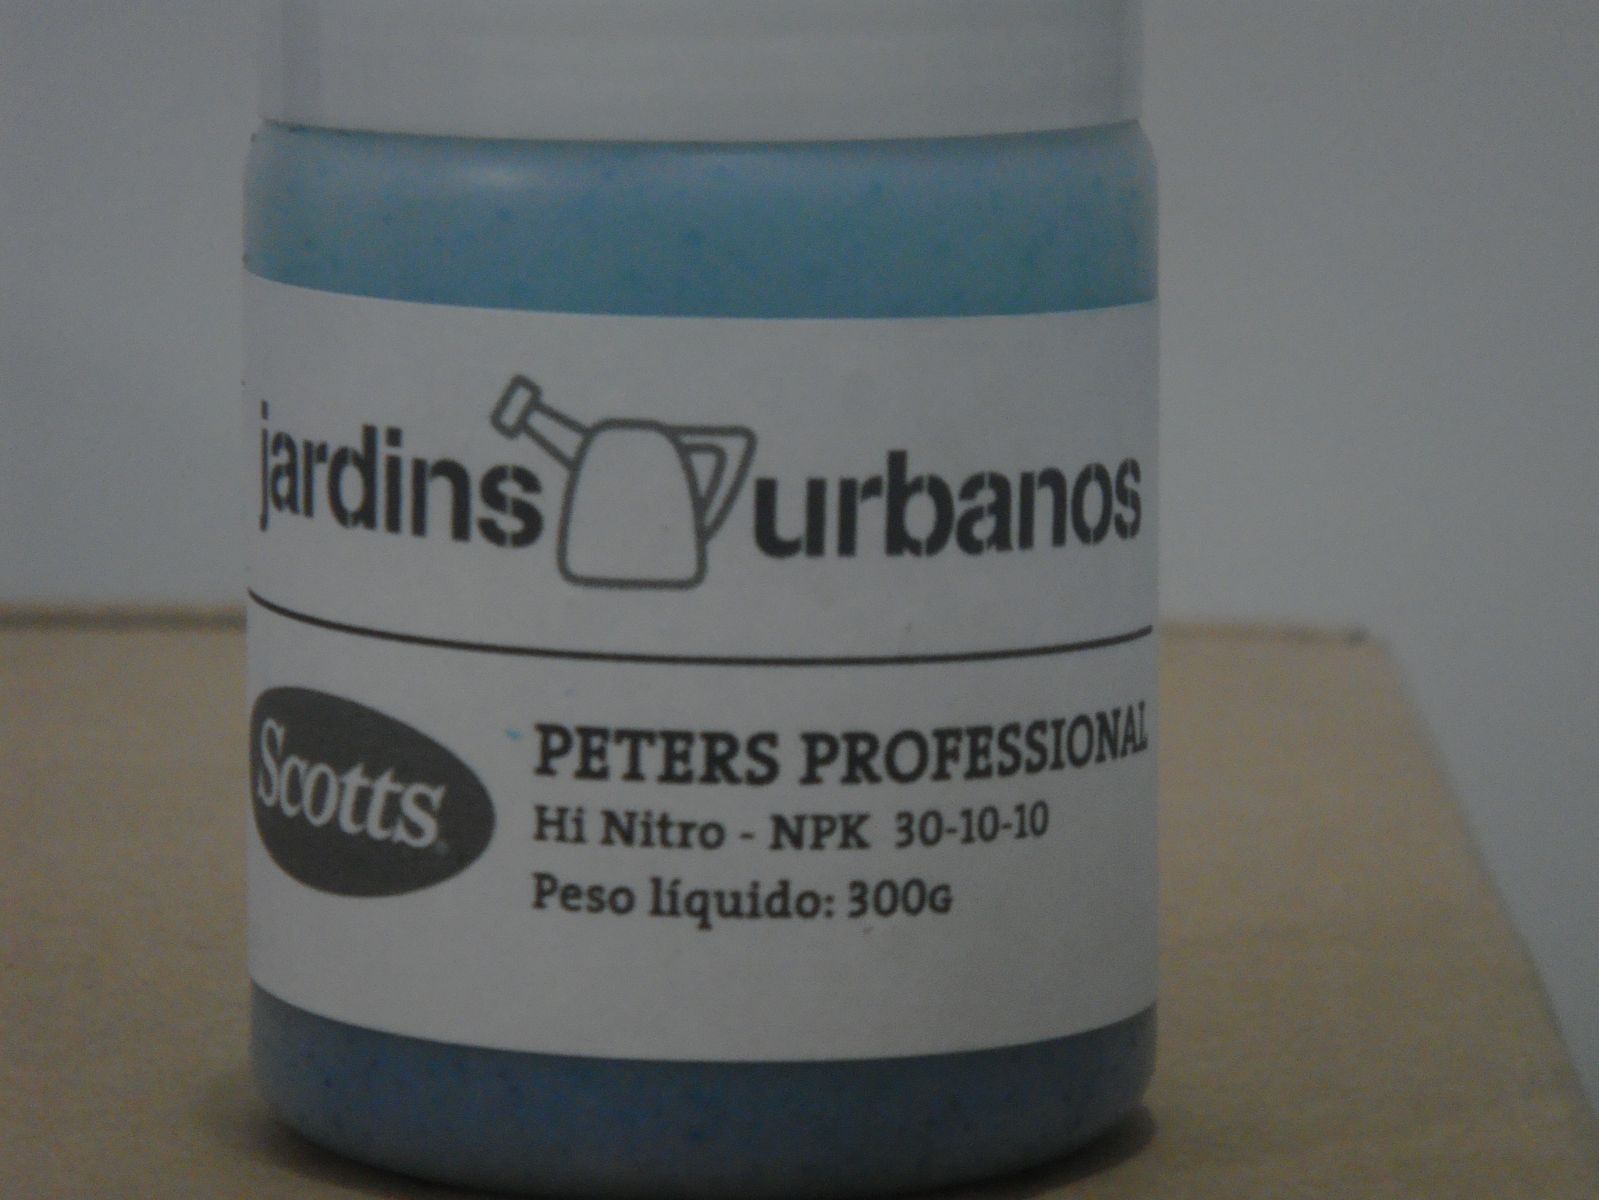 jardins urbanos
Scotts
PETERS PROFESSIONAL
Hi Nitro - NPK 30-10-10
Peso líquido: 300G